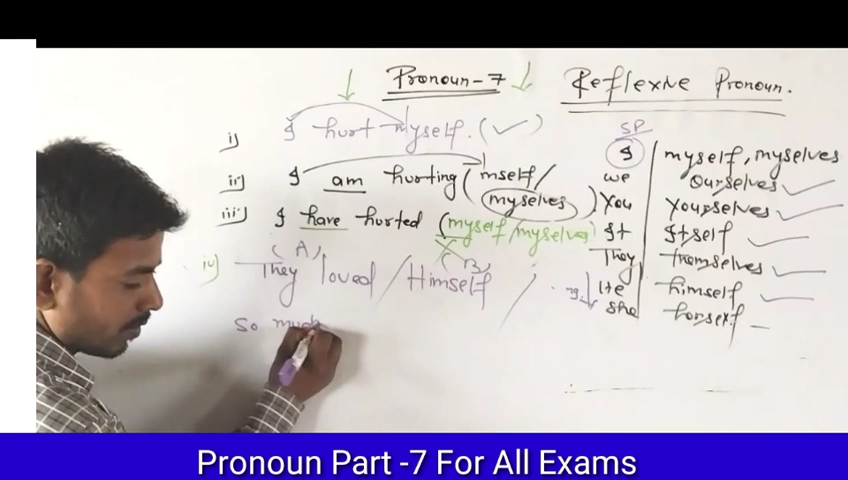 Pronoun-7 Reflexive Pronoun.
i) I hurt myself. (✓)
ii) I am hurting (mself/
myselves)
iii) I have hurted (myself/myselves)
(A) (B)
iv) They loved / Himself /
so much
SP
I myself, myselves
we Ourselves
You yourselves
It Itself
They themselves
He himself
she herself
Pronoun Part -7 For All Exams